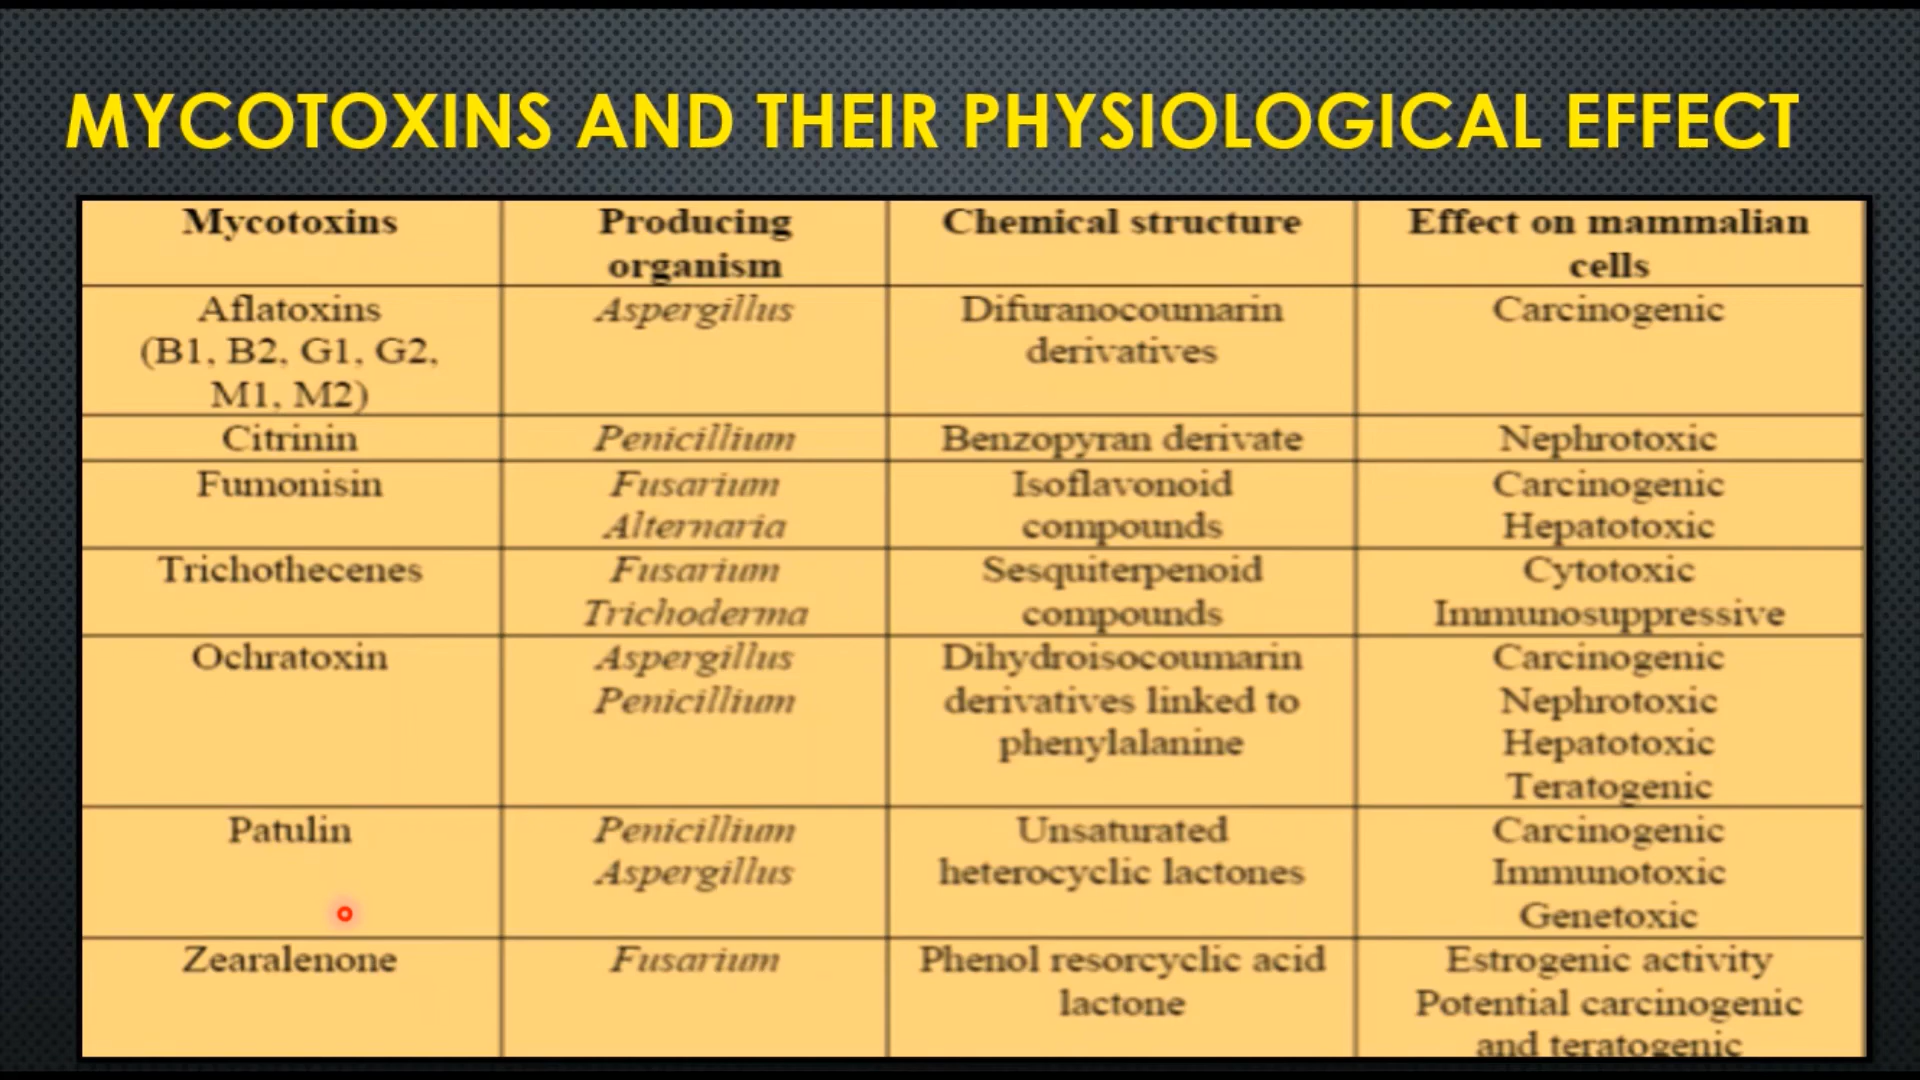 MYCOTOXINS AND THEIR PHYSIOLOGICAL EFFECT
Mycotoxins
Producing
organism
Chemical structure
Effect on mammalian
cells
Aflatoxins
(B1, B2, G1, G2,
M1, M2)
Aspergillus
Difuranocoumarin
derivatives
Carcinogenic
Citrinin
Penicillium
Benzopyran derivate
Nephrotoxic
Fumonisin
Fusarium
Alternaria
Isoflavonoid
compounds
Carcinogenic
Hepatotoxic
Trichothecenes
Fusarium
Trichoderma
Sesquiterpenoid
compounds
Cytotoxic
Immunosuppressive
Ochratoxin
Aspergillus
Penicillium
Dihydroisocoumarin
derivatives linked to
phenylalanine
Carcinogenic
Nephrotoxic
Hepatotoxic
Teratogenic
Patulin
Penicillium
Aspergillus
Unsaturated
heterocyclic lactones
Carcinogenic
Immunotoxic
Genetoxic
Zearalenone
Fusarium
Phenol resorcyclic acid
lactone
Estrogenic activity
Potential carcinogenic
and teratogenic